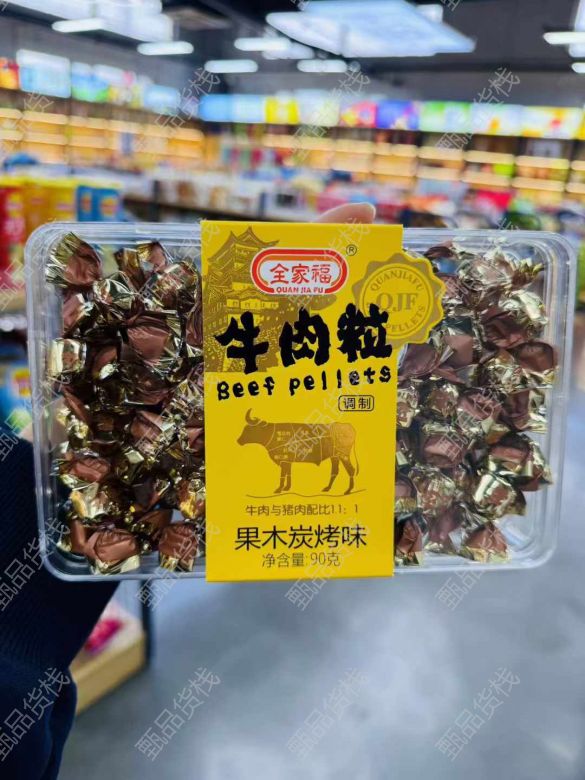 全家福®
QUAN JIA FU
QUANJIAFU
QJF
PELLETS
牛肉粒
Beef pellets
调制
牛肉与猪肉配比1.1：1
果木炭烤味
净含量:90克
甄品货栈